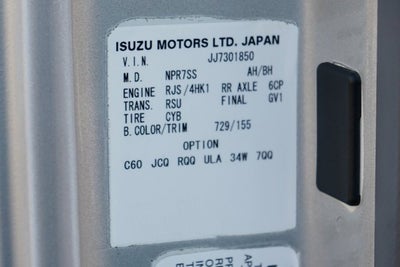 ISUZU MOTORS LTD. JAPAN
V.I.N. JJ7301850
M.D. NPR7SS AH/BH
ENGINE RJS/4HK1 RR AXLE 6CP
TRANS. RSU FINAL GV1
TIRE CYB
B.COLOR/TRIM 729/155
OPTION
C60 JCQ RQQ ULA 34W 7QQ